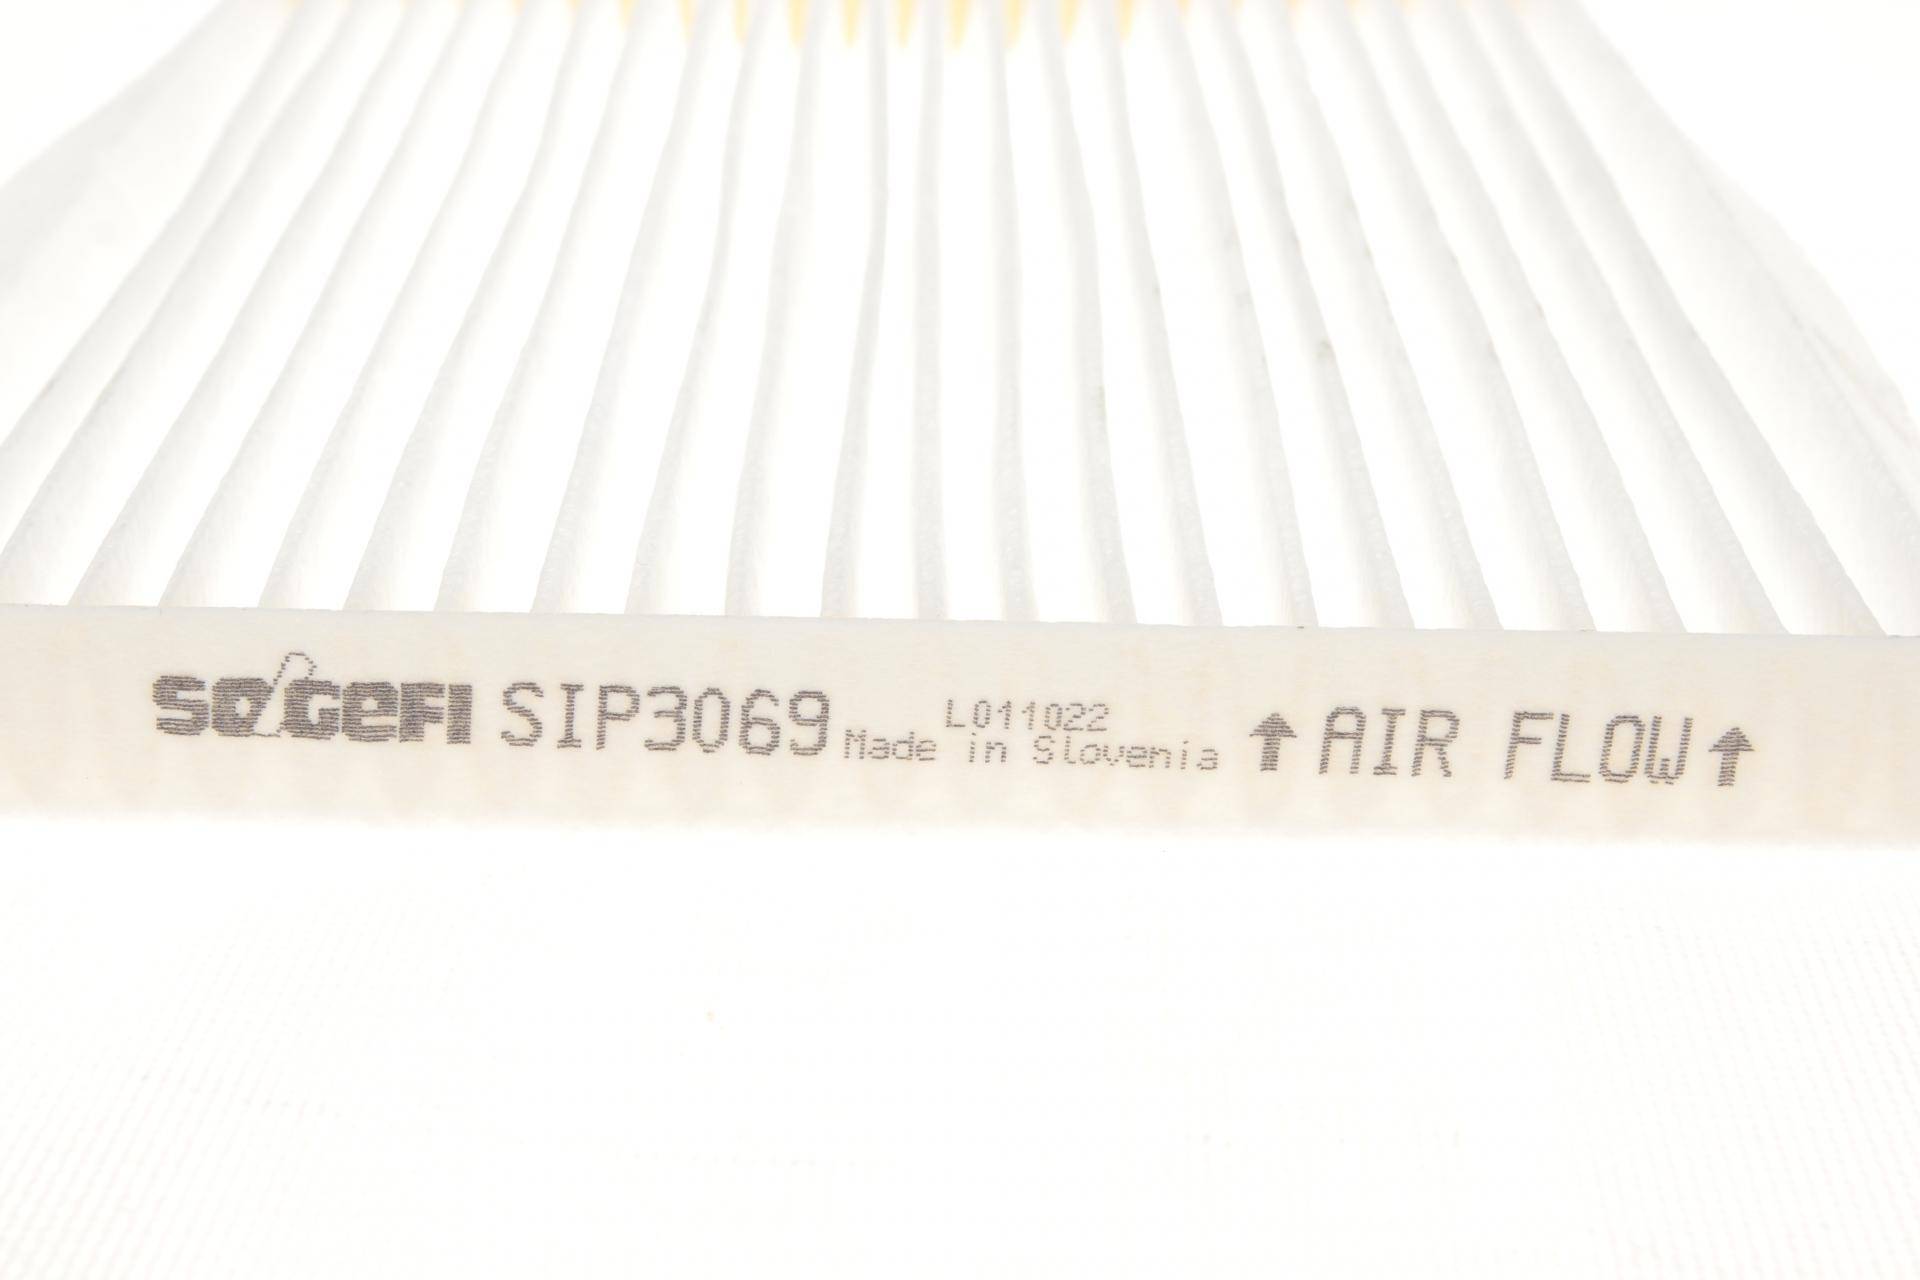 SOGEFI SIP3069 L011022 ↑ AIR FLOW ↑
Made in Slovenia